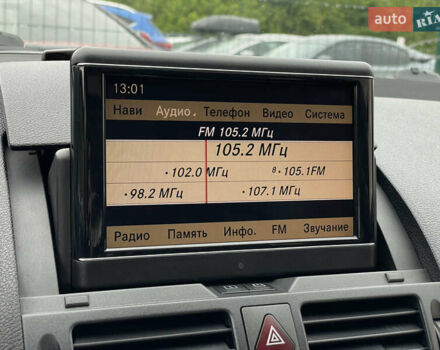 RIA
13:01
Нави Аудио. Телефон Видео Система
FM 105.2 МГц
105.2 МГц
·102.0 МГц 8·105.1FM
·98.2 МГц ·107.1 МГц
Радио Память Инфо. FM Звучание